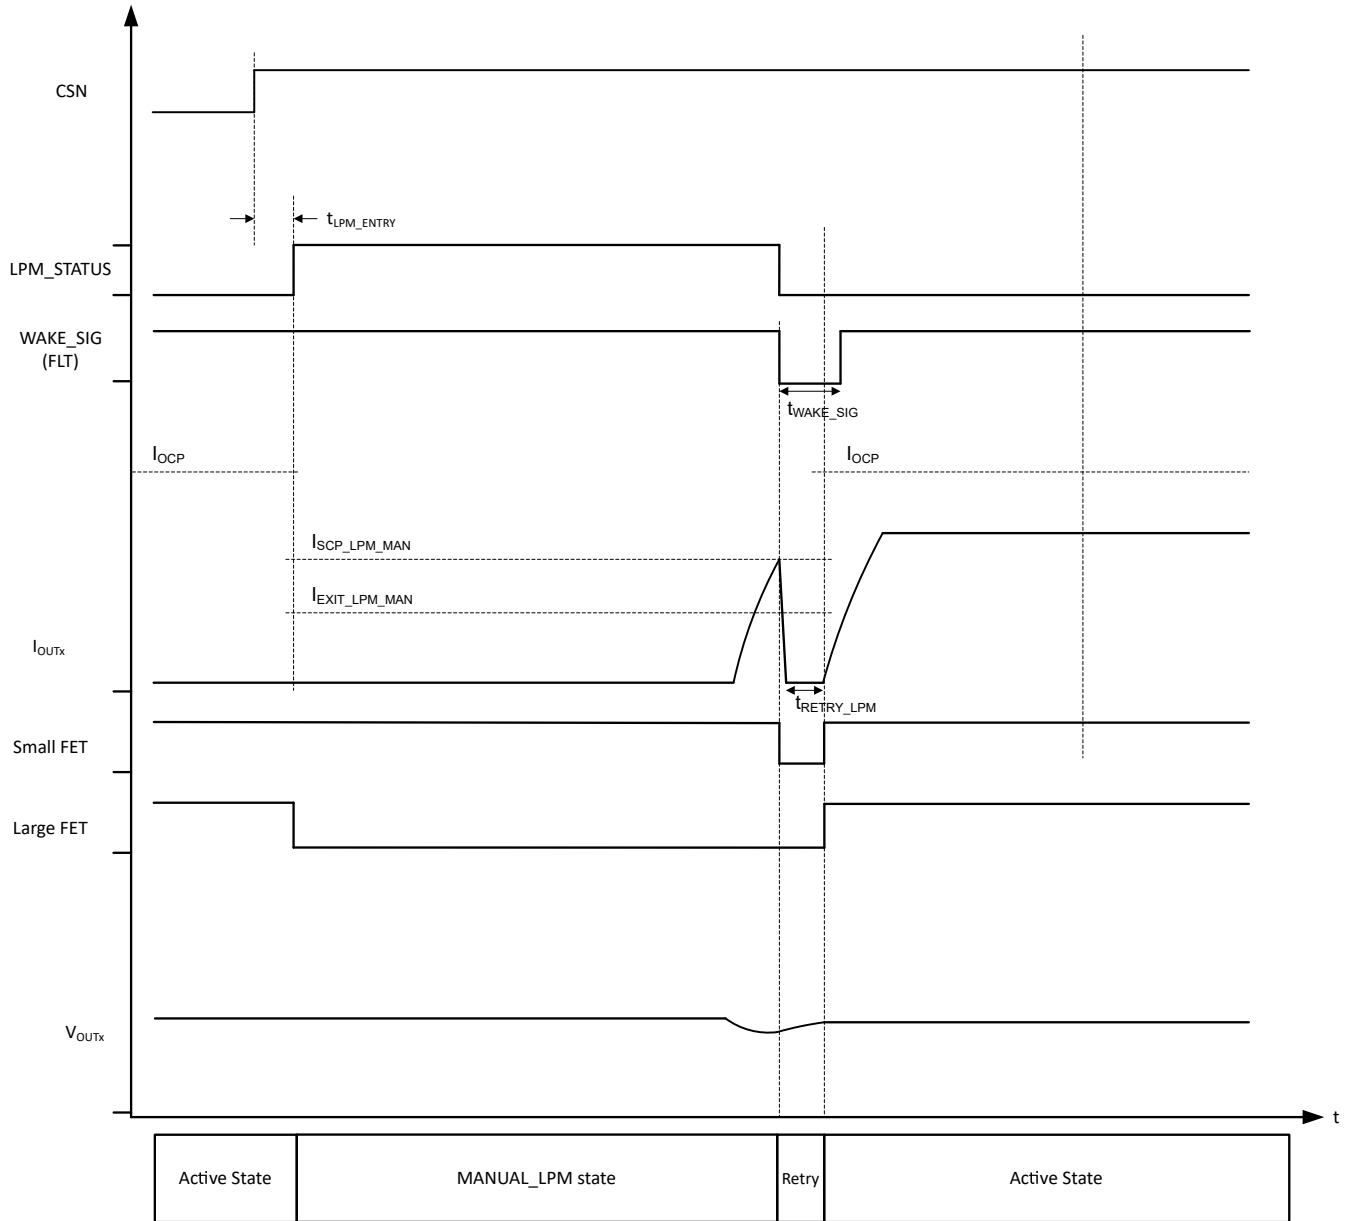 CSN
tLPM_ENTRY
LPM_STATUS
WAKE_SIG
(FLT)
tWAKE_SIG
IOCP
IOCP
ISCP_LPM_MAN
IEXIT_LPM_MAN
IOUTx
tRETRY_LPM
Small FET
Large FET
VOUTx
t
Active State
MANUAL_LPM state
Retry
Active State